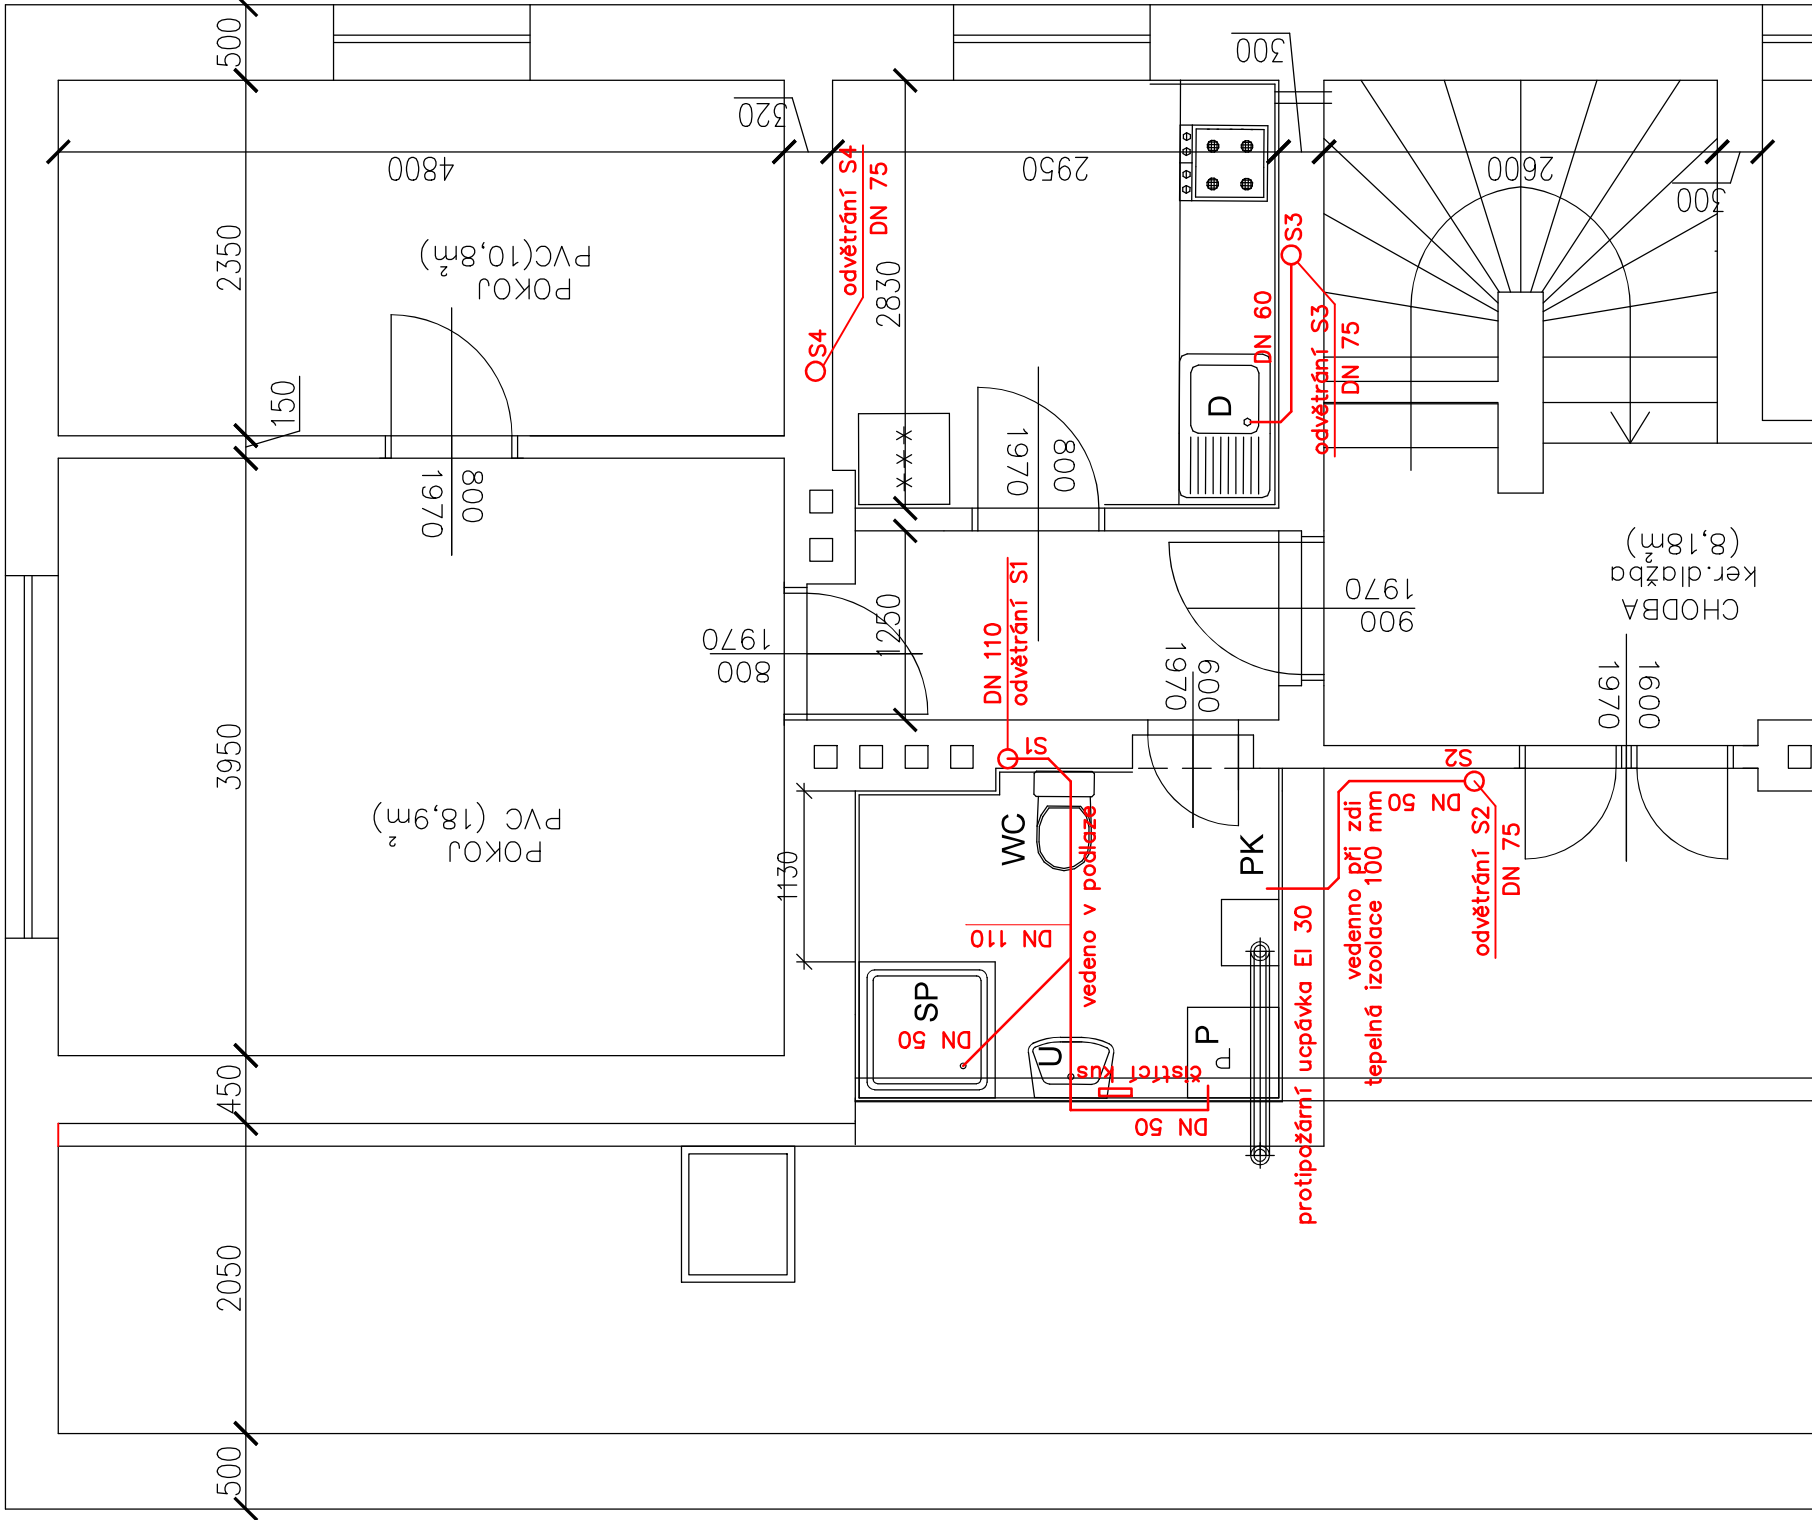 500
2350
150
3950
450
2050
500
4800
320
2950
300
2600
300
2830
1250
1130
POKOJ
PVC(10,8m²)
POKOJ
PVC (18,9m²)
CHODBA
ker.dlažba
(8,18m²)
800
1970
800
1970
800
1970
900
1970
600
1970
1600
1970
odvětrání S4
DN 75
S4
S3
DN 60
odvětrání S3
DN 75
D
***
DN 110
odvětrání S1
S1
S2
DN 50
odvětrání S2
DN 75
vedenno při zdi
tepelná izoolace 100 mm
protipožární ucpávka EI 30
WC
PK
SP
U
P
P
DN 110
vedeno v podlaze
DN 50
čistící kus
DN 50